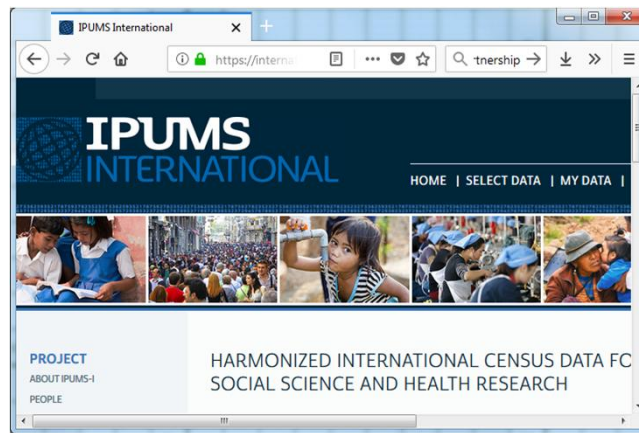 IPUMS International
https://interna
tnership
IPUMS
INTERNATIONAL
HOME | SELECT DATA | MY DATA |
PROJECT
ABOUT IPUMS-I
PEOPLE
HARMONIZED INTERNATIONAL CENSUS DATA FO
SOCIAL SCIENCE AND HEALTH RESEARCH